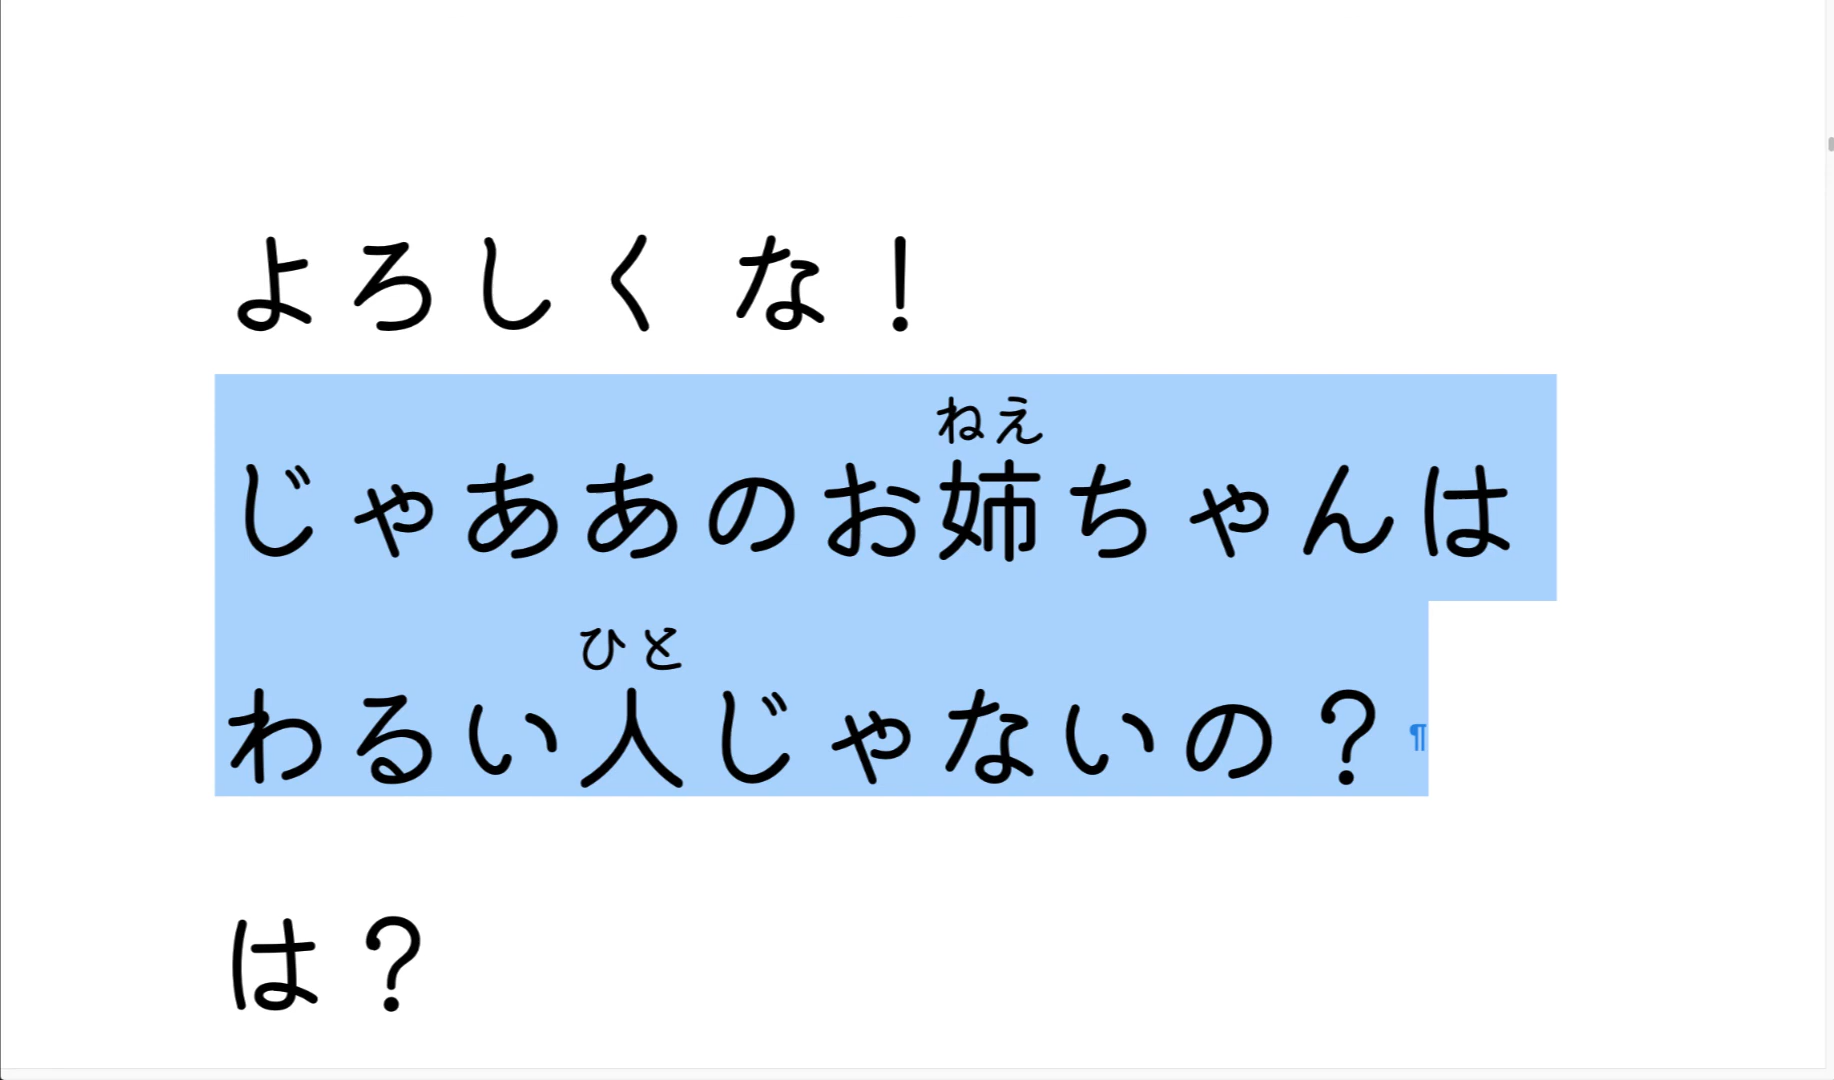 よろしくな！
ねえ
じゃああのお姉ちゃんは
ひと
わるい人じゃないの？
は？